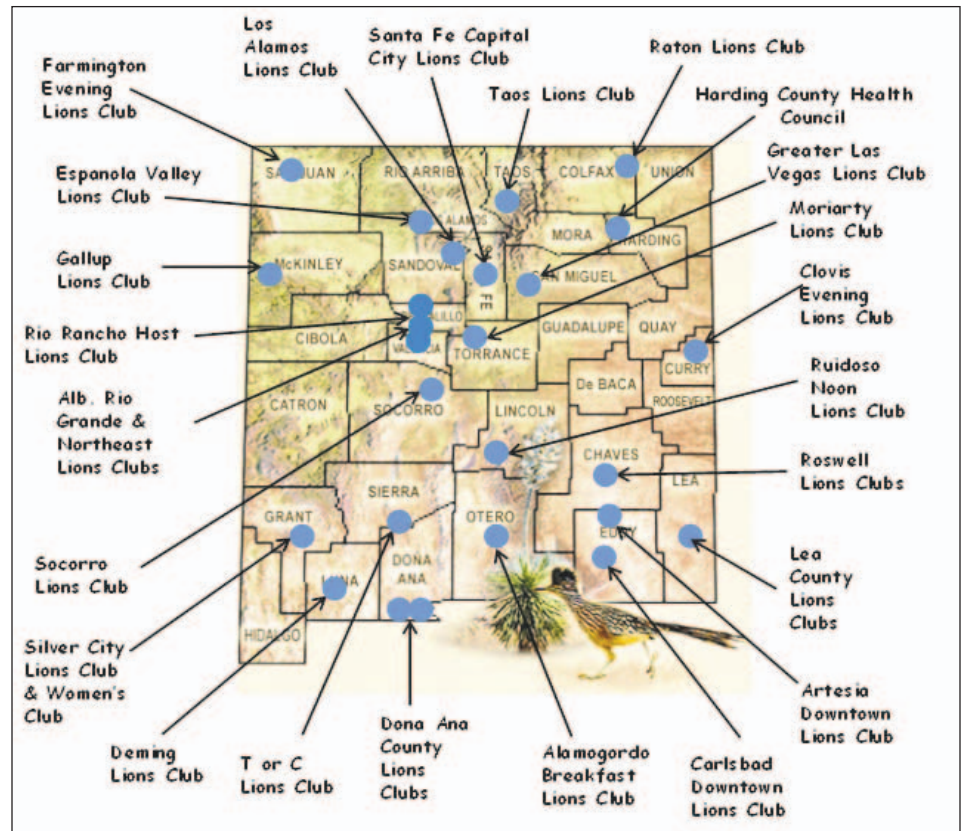 Los
Alamos
Lions Club
Santa Fe Capital
City Lions Club
Raton Lions Club
Farmington
Evening
Lions Club
Taos Lions Club
Harding County Health
Council
Greater Las
Vegas Lions Club
Espanola Valley
Lions Club
Moriarty
Lions Club
Gallup
Lions Club
Clovis
Evening
Lions Club
Rio Rancho Host
Lions Club
Ruidoso
Noon
Lions Club
Alb. Rio
Grande &
Northeast
Lions Clubs
Roswell
Lions Clubs
Socorro
Lions Club
Lea
County
Lions
Clubs
Silver City
Lions Club
& Women's
Club
Artesia
Downtown
Lions Club
Deming
Lions Club
T or C
Lions Club
Dona Ana
County
Lions
Clubs
Alamogordo
Breakfast
Lions Club
Carlsbad
Downtown
Lions Club
RIO ARRIBA
TAOS
COLFAX
UNION
MORA
HARDING
McKINLEY
SANDOVAL
FE
SAN MIGUEL
CIBOLA
TORRANCE
GUADALUPE
QUAY
CURRY
De BACA
ROOSEVELT
CATRON
SOCORRO
LINCOLN
CHAVES
LEA
SIERRA
GRANT
OTERO
DONA
ANA
HIDALGO